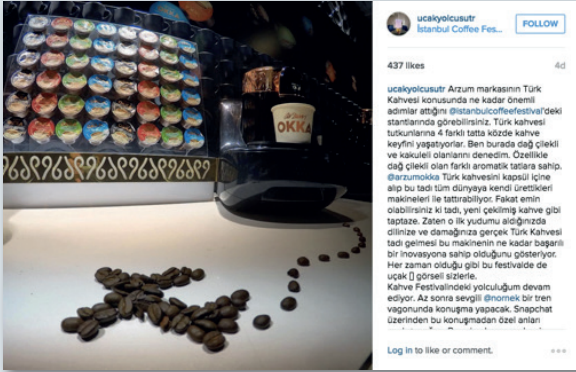 OKKA
ucakyolcusutr
İstanbul Coffee Fes...
FOLLOW
437 likes
4d
ucakyolcusutr Arzum markasının Türk
Kahvesi konusunda ne kadar önemli
adımlar attığını @istanbulcoffeefestival'deki
stantlarında görebilirsiniz. Türk kahvesi
tutkunlarına 4 farklı tatta közde kahve
keyfini yaşatıyorlar. Ben burada dağ çilekli
ve kakuleli olanlarını denedim. Özellikle
dağ çilekli olan farklı aromatik tatlara sahip.
@arzumokka Türk kahvesini kapsül içine
alıp bu tadı tüm dünyaya kendi ürettikleri
makineleri ile tattırabiliyor. Fakat emin
olabilirsiniz ki tadı, yeni çekilmiş kahve gibi
taptaze. Zaten o ilk yudumu aldığınızda
dilinize ve damağınıza gerçek Türk Kahvesi
tadı gelmesi bu makinenin ne kadar başarılı
bir inovasyona sahip olduğunu gösteriyor.
Her zaman olduğu gibi bu festivalde de
uçak [] görseli sizlerle.
Kahve Festivalindeki yolculuğum devam
ediyor. Az sonra sevgili @nornek bir tren
vagonunda konuşma yapacak. Snapchat
üzerinden bu konuşmadan özel anları
Log in to like or comment.